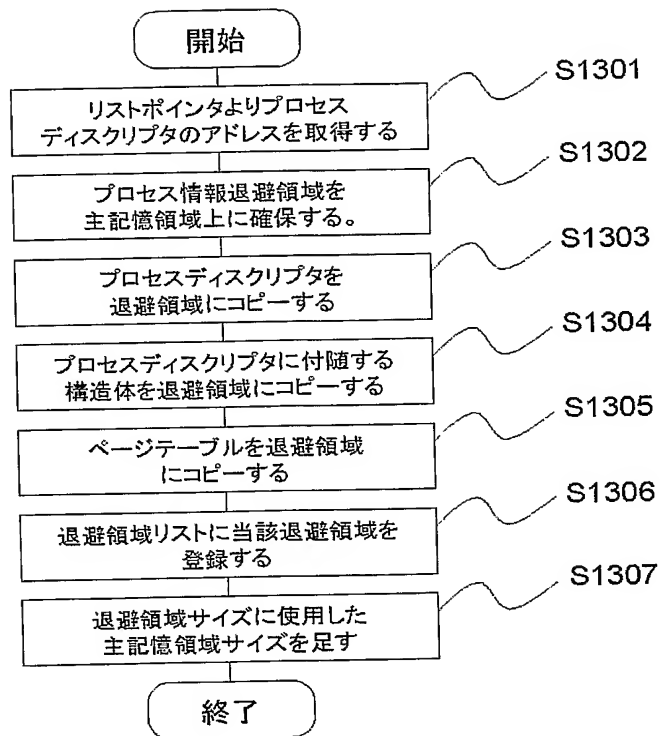 開始
S1301
リストポインタよりプロセス
ディスクリプタのアドレスを取得する
S1302
プロセス情報退避領域を
主記憶領域上に確保する。
S1303
プロセスディスクリプタを
退避領域にコピーする
S1304
プロセスディスクリプタに付随する
構造体を退避領域にコピーする
S1305
ページテーブルを退避領域
にコピーする
S1306
退避領域リストに当該退避領域を
登録する
S1307
退避領域サイズに使用した
主記憶領域サイズを足す
終了